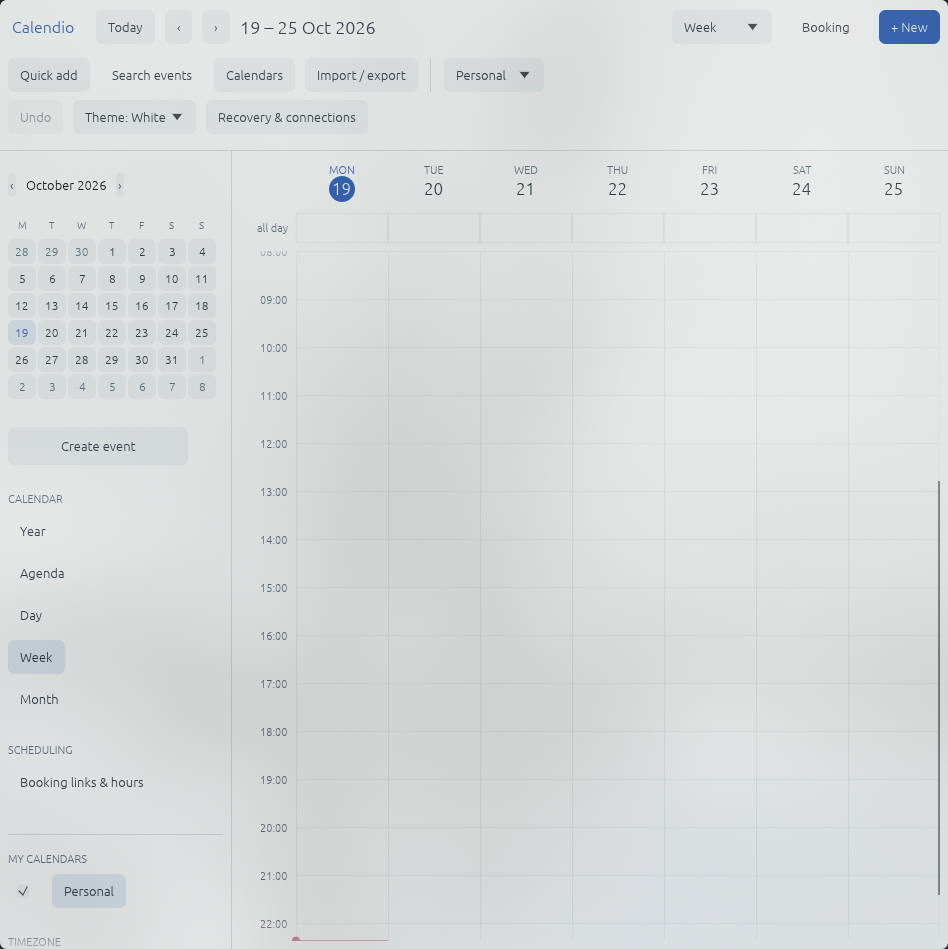 Calendio Today ‹ › 19 – 25 Oct 2026 Week Booking + New
Quick add Search events Calendars Import / export Personal
Undo Theme: White Recovery & connections
‹ October 2026 ›
M T W T F S S
28 29 30 1 2 3 4
5 6 7 8 9 10 11
12 13 14 15 16 17 18
19 20 21 22 23 24 25
26 27 28 29 30 31 1
2 3 4 5 6 7 8
Create event
CALENDAR
Year
Agenda
Day
Week
Month
SCHEDULING
Booking links & hours
MY CALENDARS
Personal
TIMEZONE
MON TUE WED THU FRI SAT SUN
19 20 21 22 23 24 25
all day
08:00
09:00
10:00
11:00
12:00
13:00
14:00
15:00
16:00
17:00
18:00
19:00
20:00
21:00
22:00